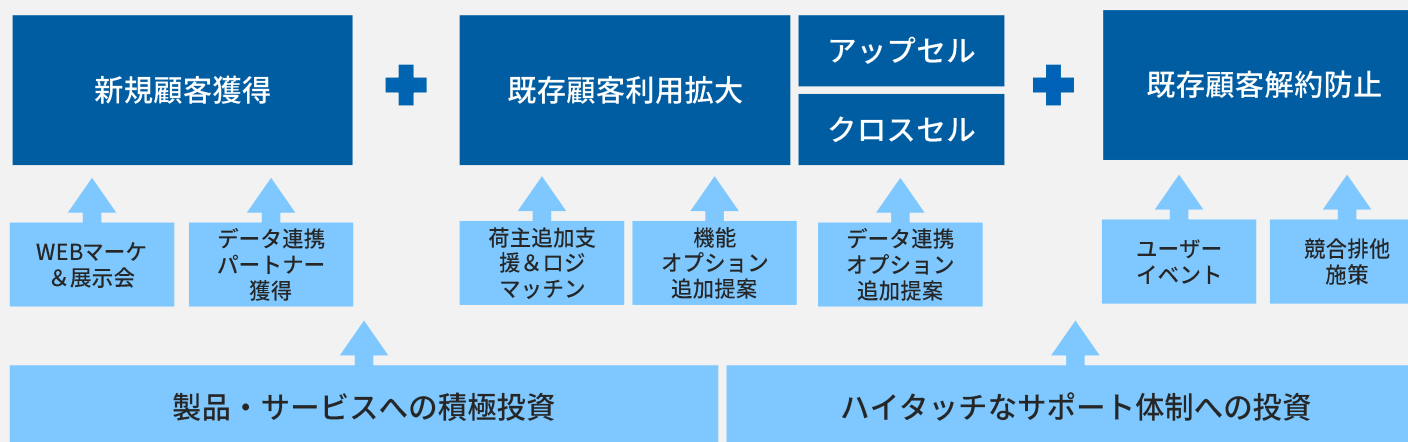 新規顧客獲得
既存顧客利用拡大
アップセル
クロスセル
既存顧客解約防止
WEBマーケ
＆展示会
データ連携
パートナー
獲得
荷主追加支
援＆ロジ
マッチン
機能
オプション
追加提案
データ連携
オプション
追加提案
ユーザー
イベント
競合排他
施策
製品・サービスへの積極投資
ハイタッチなサポート体制への投資